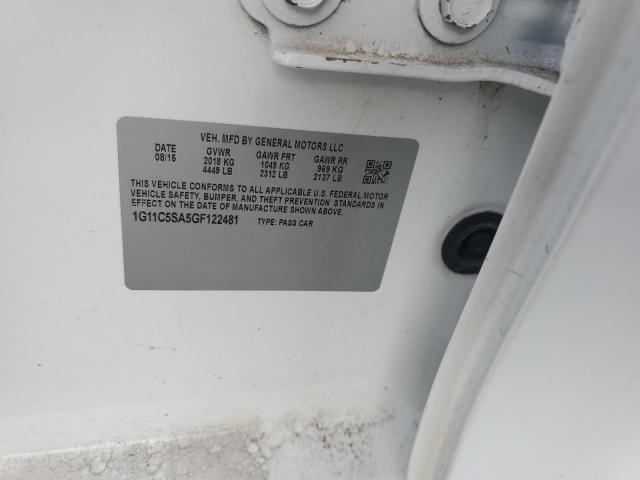 VEH. MFD BY GENERAL MOTORS LLC
DATE GVWR GAWR FRT GAWR RR
08/15 2018 KG 1049 KG 969 KG
4449 LB 2312 LB 2137 LB
THIS VEHICLE CONFORMS TO ALL APPLICABLE U.S. FEDERAL MOTOR
VEHICLE SAFETY, BUMPER, AND THEFT PREVENTION STANDARDS IN
EFFECT ON THE DATE OF MANUFACTURE SHOWN ABOVE.
1G11C5SA5GF122481 TYPE: PASS CAR